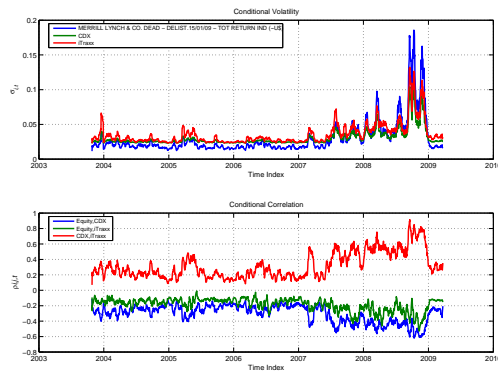 Conditional Volatility
0.2
0.15
0.1
0.05
0
σi,t
MERRILL LYNCH & CO. DEAD − DELIST.15/01/09 − TOT RETURN IND (~U$
CDX
iTraxx
2003 2004 2005 2006 2007 2008 2009 2010
Time Index
Conditional Correlation
1
0.8
0.6
0.4
0.2
0
−0.2
−0.4
−0.6
−0.8
ρi,j,t
Equity,CDX
Equity,iTraxx
CDX,iTraxx
2003 2004 2005 2006 2007 2008 2009 2010
Time Index